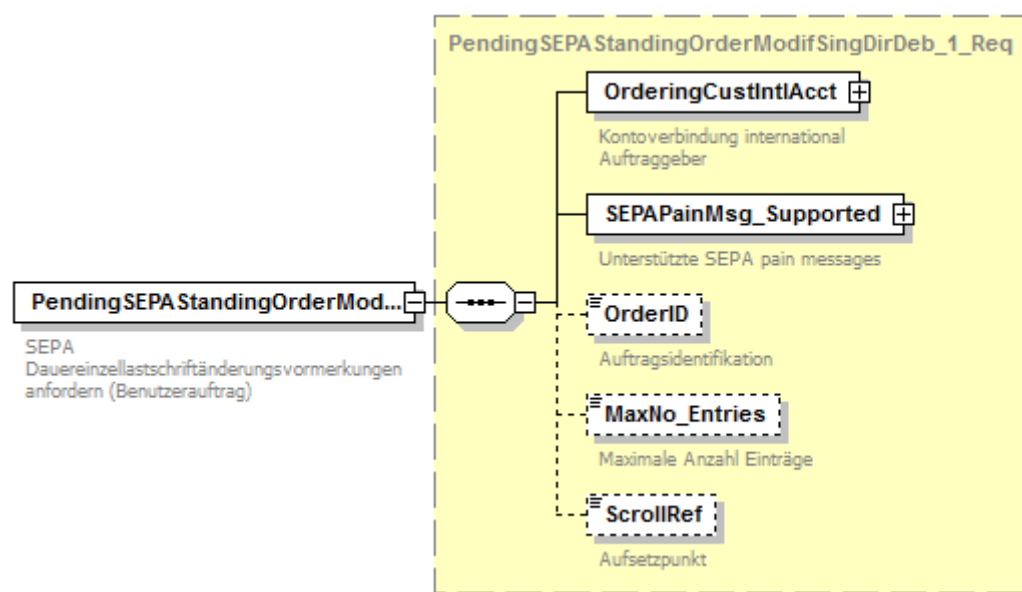 PendingSEPAStandingOrderModifSingDirDeb_1_Req
OrderingCustIntlAcct
Kontoverbindung international
Auftraggeber
SEPAPainMsg_Supported
Unterstützte SEPA pain messages
PendingSEPAStandingOrderMod...
SEPA
Dauereinzellastschriftänderungsvormerkungen
anfordern (Benutzerauftrag)
OrderID
Auftragsidentifikation
MaxNo_Entries
Maximale Anzahl Einträge
ScrollRef
Aufsetzpunkt